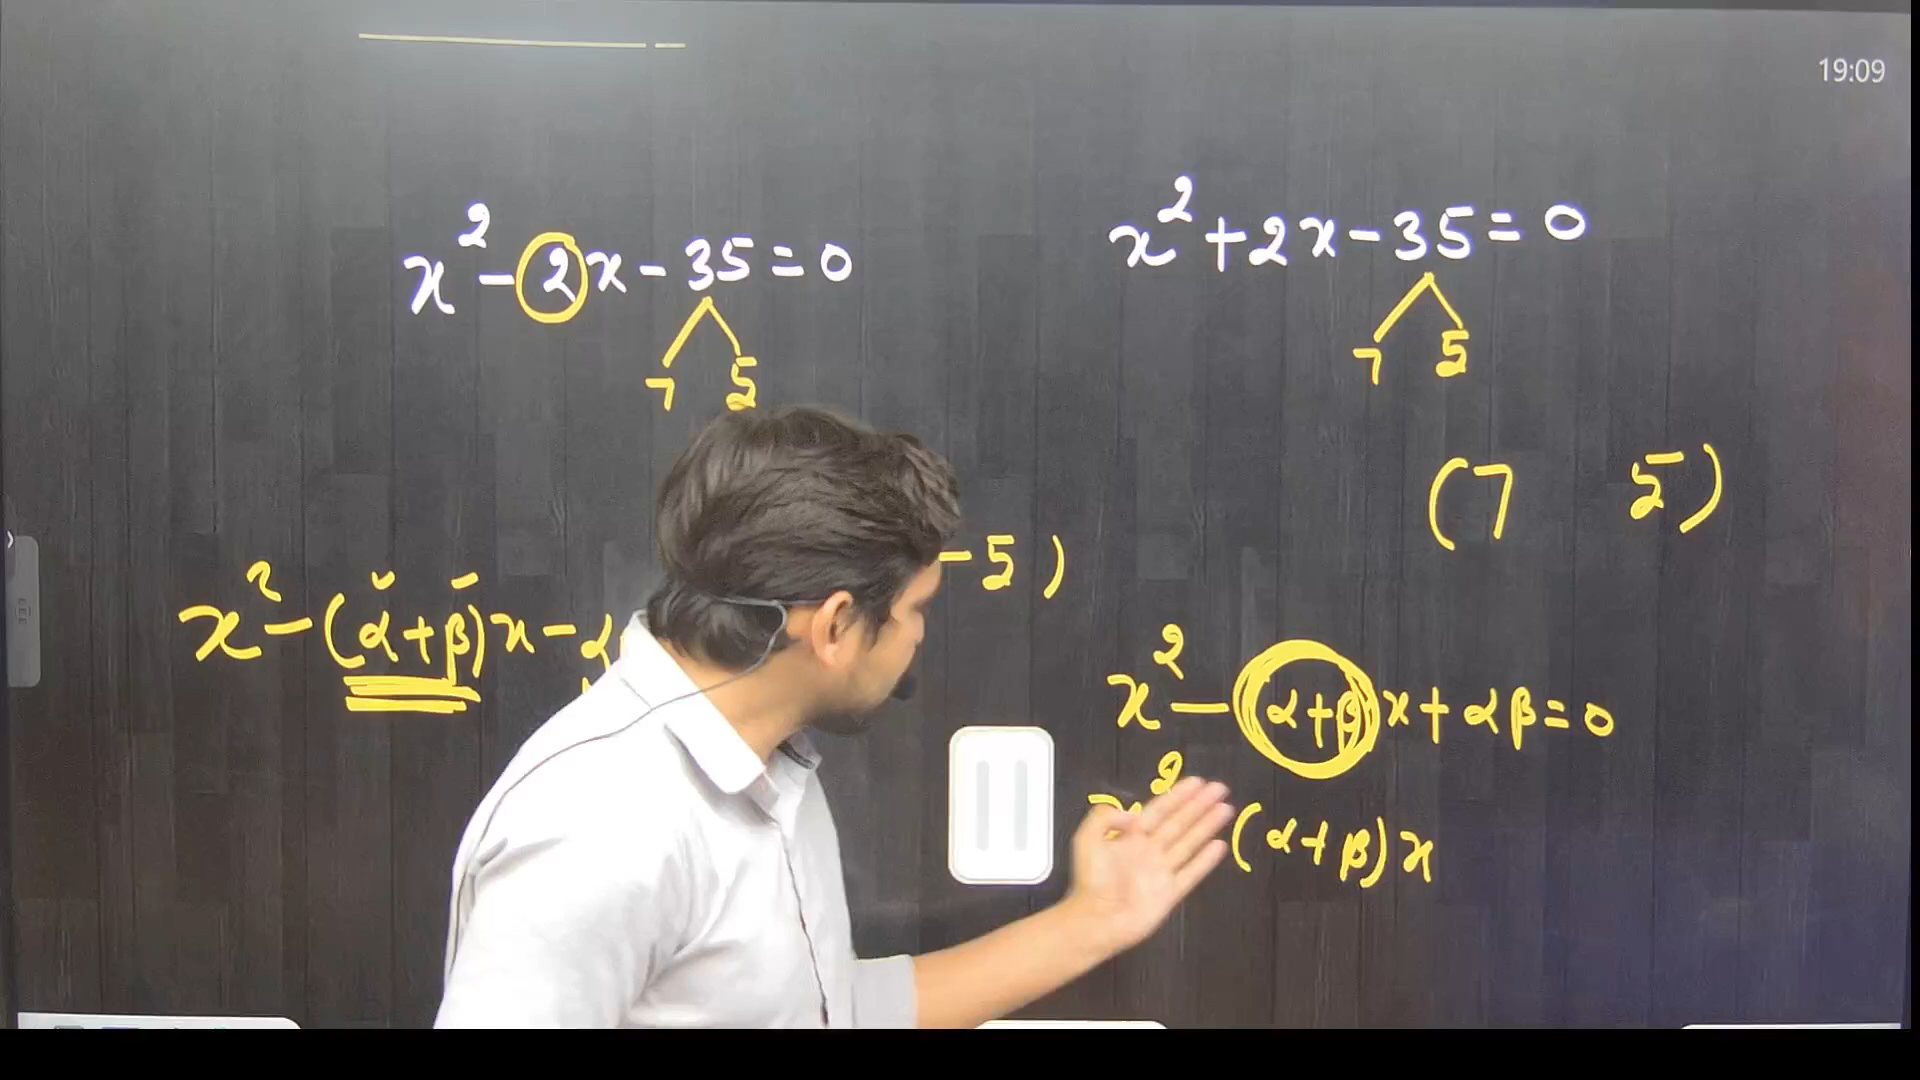 19:09
x² - 2x - 35 = 0
7 5
-5)
x² - (α+β)x - α
x² + 2x - 35 = 0
7 5
(7 5)
x² - (α+β)x + αβ = 0
x² (α+β)x